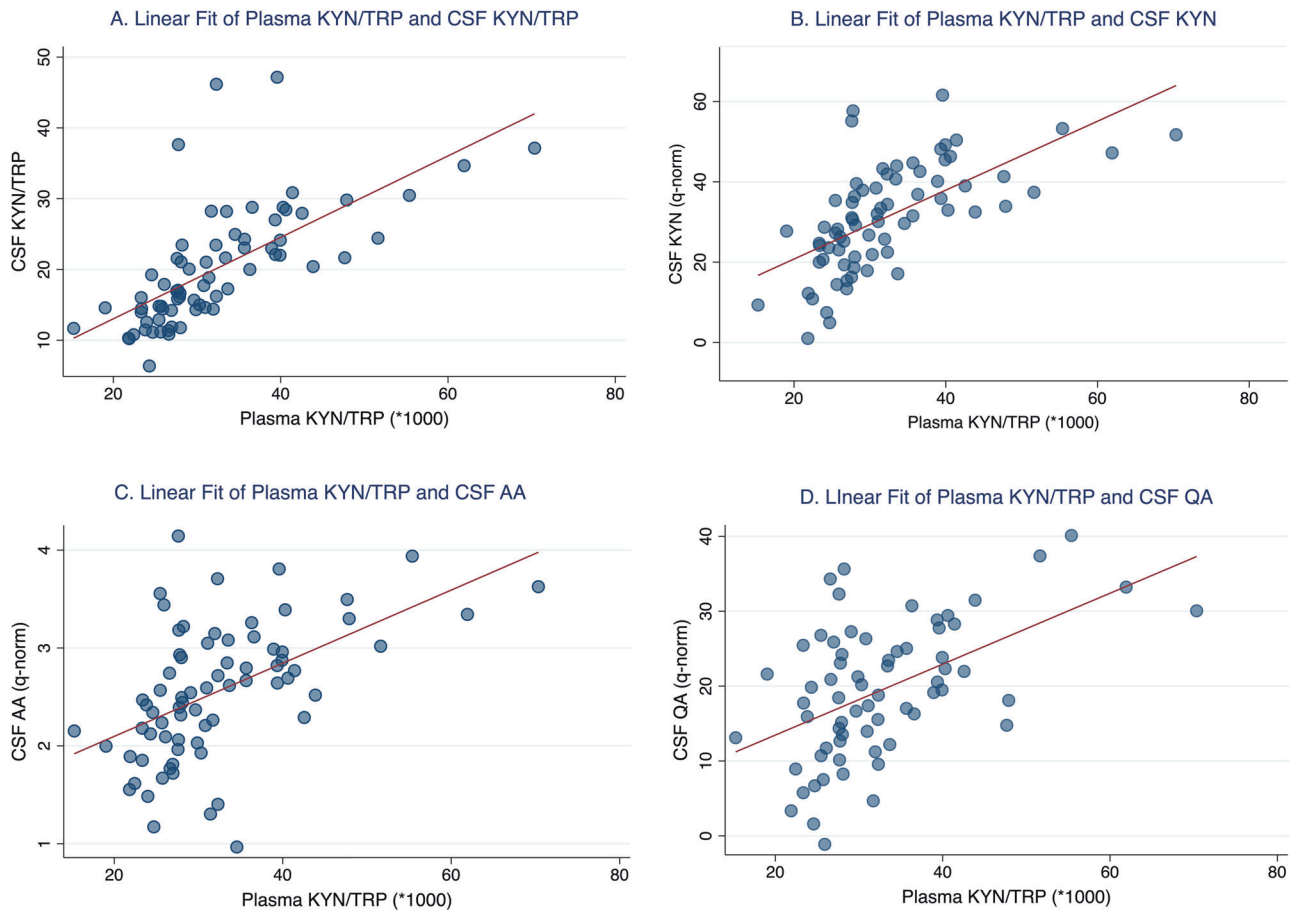 A. Linear Fit of Plasma KYN/TRP and CSF KYN/TRP
50
40
30
20
10
CSF KYN/TRP
20
40
60
80
Plasma KYN/TRP (*1000)
B. Linear Fit of Plasma KYN/TRP and CSF KYN
60
40
20
0
CSF KYN (q-norm)
20
40
60
80
Plasma KYN/TRP (*1000)
C. Linear Fit of Plasma KYN/TRP and CSF AA
4
3
2
1
CSF AA (q-norm)
20
40
60
80
Plasma KYN/TRP (*1000)
D. LInear Fit of Plasma KYN/TRP and CSF QA
40
30
20
10
0
CSF QA (q-norm)
20
40
60
80
Plasma KYN/TRP (*1000)